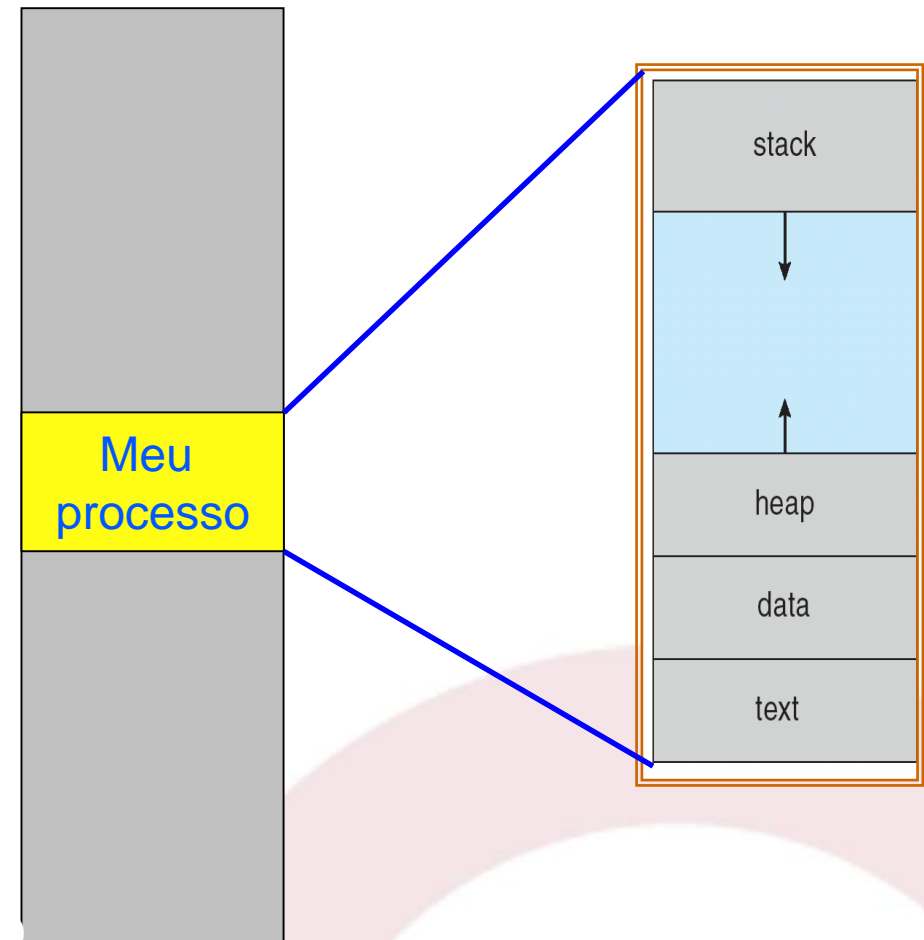 Meu
processo
stack
heap
data
text